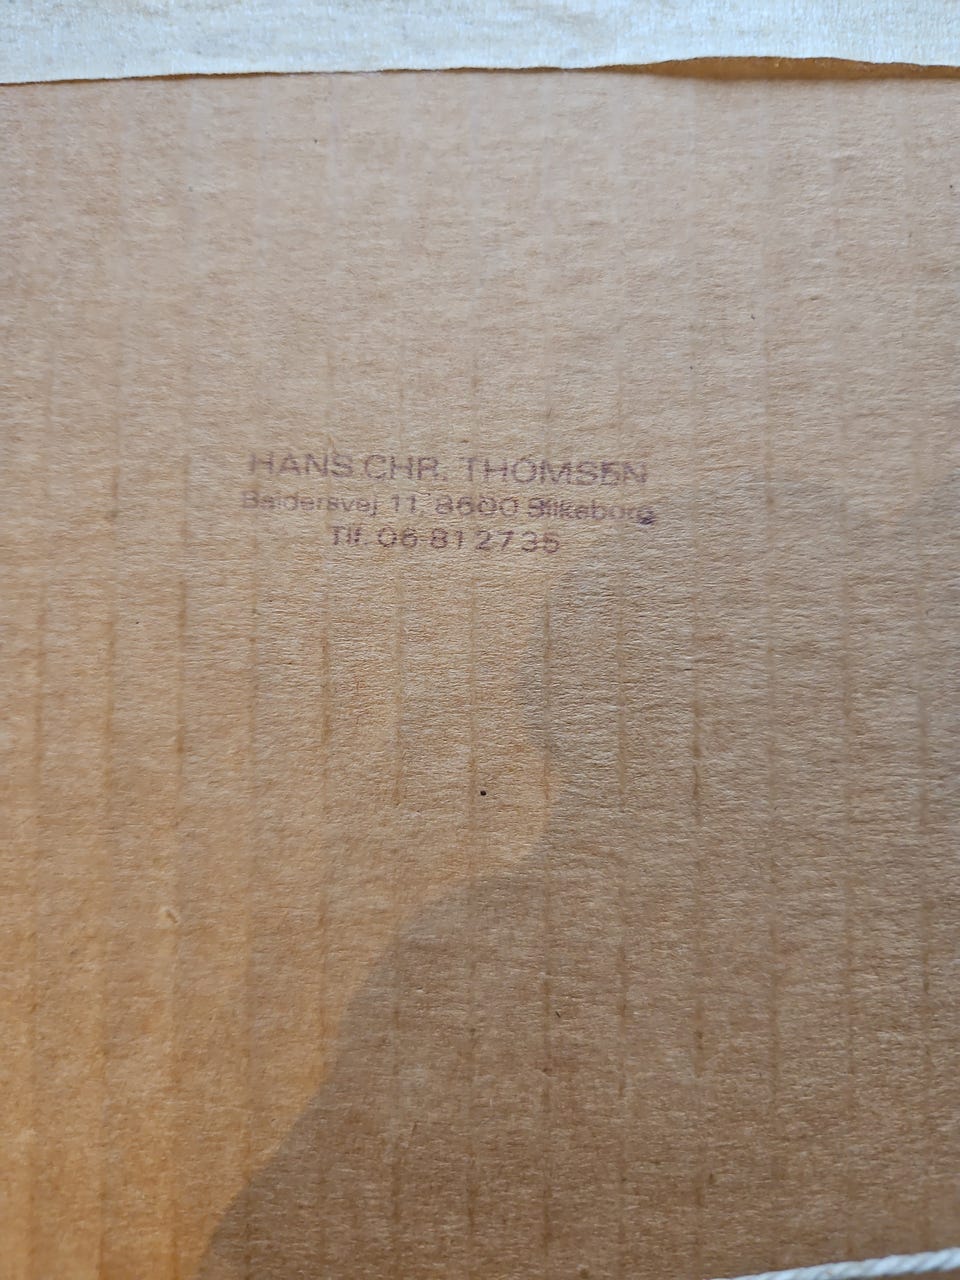 HANS CHR. THOMSEN
Baldersvej 11, 8600 Silkeborg
Tlf. 06 81 27 35